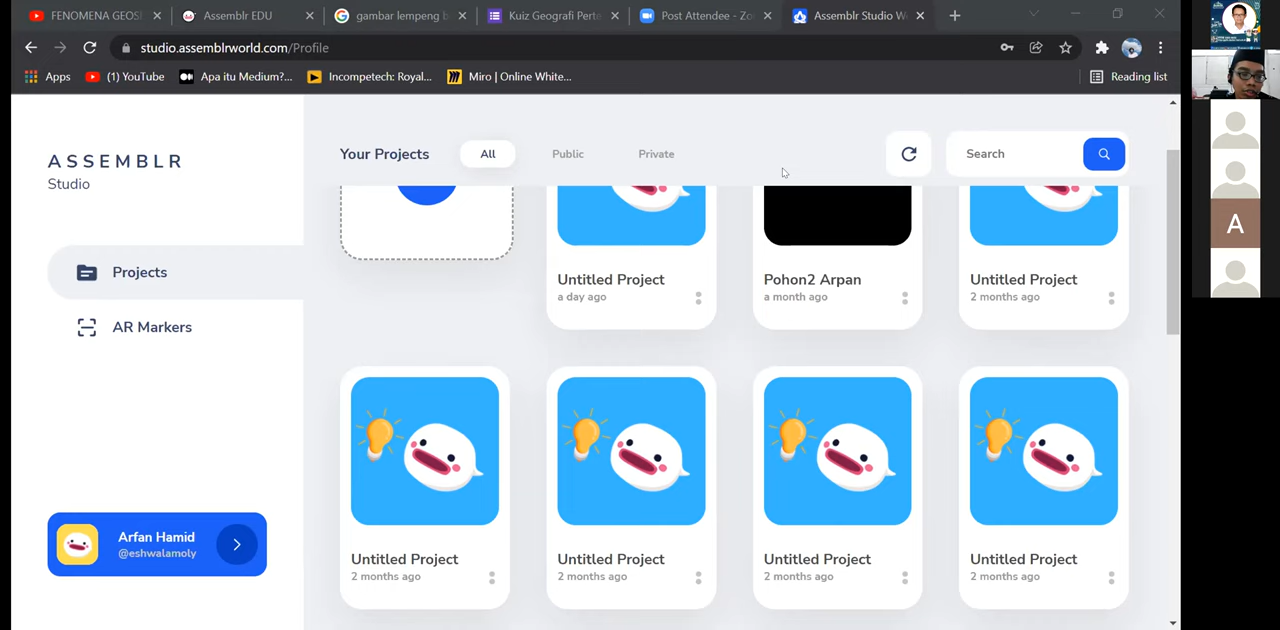 FENOMENA GEOS
Assemblr EDU
gambar lempeng b
Kuiz Geografi Perte
Post Attendee - Zo
Assemblr Studio W
studio.assemblrworld.com/Profile
Apps
(1) YouTube
Apa itu Medium?...
Incompetech: Royal...
Miro | Online White...
Reading list
ASSEMBLR
Studio
Your Projects
All
Public
Private
Search
Projects
AR Markers
Untitled Project
a day ago
Pohon2 Arpan
a month ago
Untitled Project
2 months ago
Untitled Project
2 months ago
Untitled Project
2 months ago
Untitled Project
2 months ago
Untitled Project
2 months ago
Arfan Hamid
@eshwalamoly
A